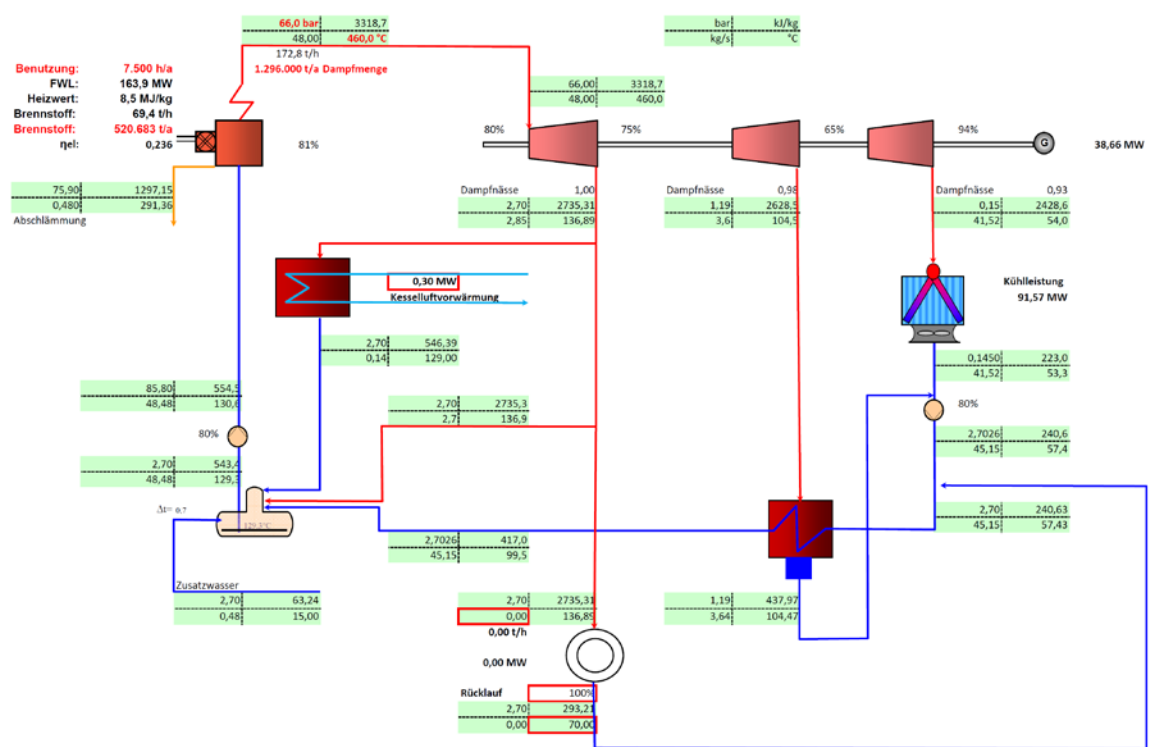 66,0 bar 3318,7
48,00 460,0 °C
172,8 t/h
1.296.000 t/a Dampfmenge
bar kJ/kg
kg/s °C
Benutzung: 7.500 h/a
FWL: 163,9 MW
Heizwert: 8,5 MJ/kg
Brennstoff: 69,4 t/h
Brennstoff: 520.683 t/a
ηel: 0,236
66,00 3318,7
48,00 460,0
81%
80%
75%
65%
94%
G
38,66 MW
75,90 1297,15
0,480 291,36
Abschlämmung
Dampfnässe 1,00
2,70 2735,31
2,85 136,89
Dampfnässe 0,98
1,19 2628,5
3,6 104,5
Dampfnässe 0,93
0,15 2428,6
41,52 54,0
0,30 MW
Kesselluftvorwärmung
Kühlleistung
91,57 MW
2,70 546,39
0,14 129,00
0,1450 223,0
41,52 53,3
85,80 554,5
48,48 130,6
2,70 2735,3
2,7 136,9
80%
80%
2,7026 240,6
45,15 57,4
2,70 543,4
48,48 129,3
Δt= 0,7
129,3°C
2,70 240,63
45,15 57,43
2,7026 417,0
45,15 99,5
Zusatzwasser
2,70 63,24
0,48 15,00
2,70 2735,31
0,00 136,89
0,00 t/h
1,19 437,97
3,64 104,47
0,00 MW
Rücklauf 100%
2,70 293,21
0,00 70,00